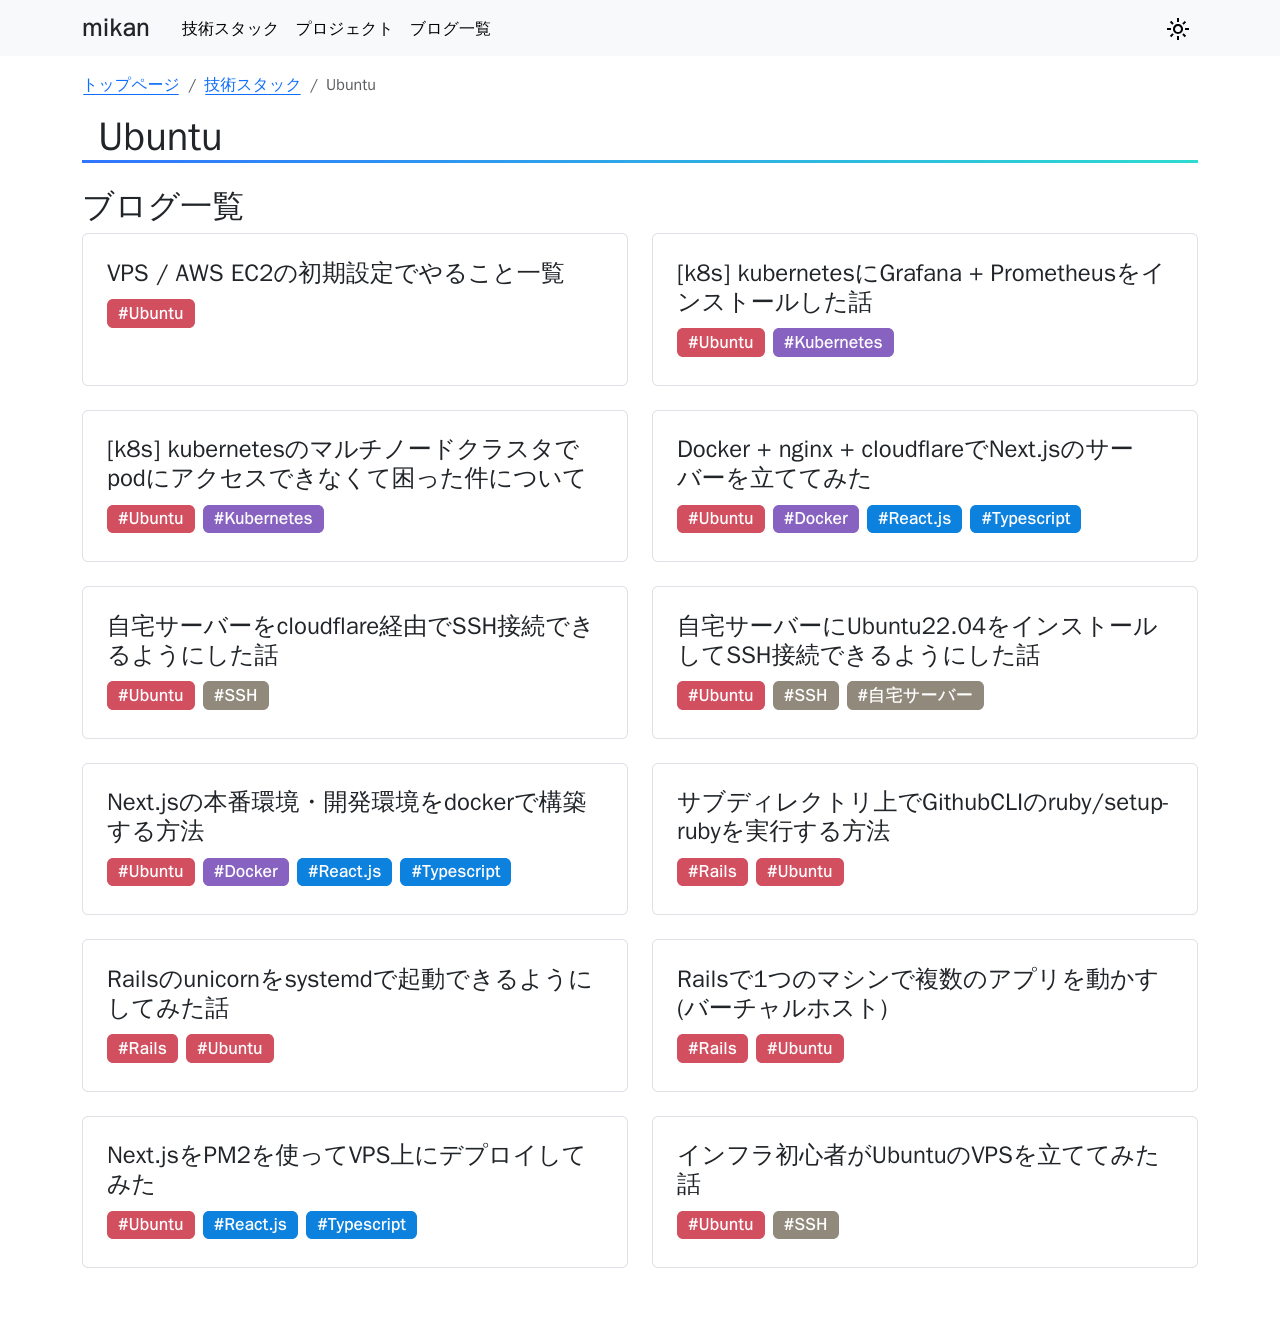 mikan 技術スタック プロジェクト ブログ一覧
トップページ / 技術スタック / Ubuntu
Ubuntu
ブログ一覧
VPS / AWS EC2の初期設定でやること一覧
#Ubuntu
[k8s] kubernetesにGrafana + Prometheusをイ
ンストールした話
#Ubuntu #Kubernetes
[k8s] kubernetesのマルチノードクラスタで
podにアクセスできなくて困った件について
#Ubuntu #Kubernetes
Docker + nginx + cloudflareでNext.jsのサー
バーを立ててみた
#Ubuntu #Docker #React.js #Typescript
自宅サーバーをcloudflare経由でSSH接続でき
るようにした話
#Ubuntu #SSH
自宅サーバーにUbuntu22.04をインストール
してSSH接続できるようにした話
#Ubuntu #SSH #自宅サーバー
Next.jsの本番環境・開発環境をdockerで構築
する方法
#Ubuntu #Docker #React.js #Typescript
サブディレクトリ上でGithubCLIのruby/setup-
rubyを実行する方法
#Rails #Ubuntu
Railsのunicornをsystemdで起動できるように
してみた話
#Rails #Ubuntu
Railsで1つのマシンで複数のアプリを動かす
(バーチャルホスト)
#Rails #Ubuntu
Next.jsをPM2を使ってVPS上にデプロイして
みた
#Ubuntu #React.js #Typescript
インフラ初心者がUbuntuのVPSを立ててみた
話
#Ubuntu #SSH